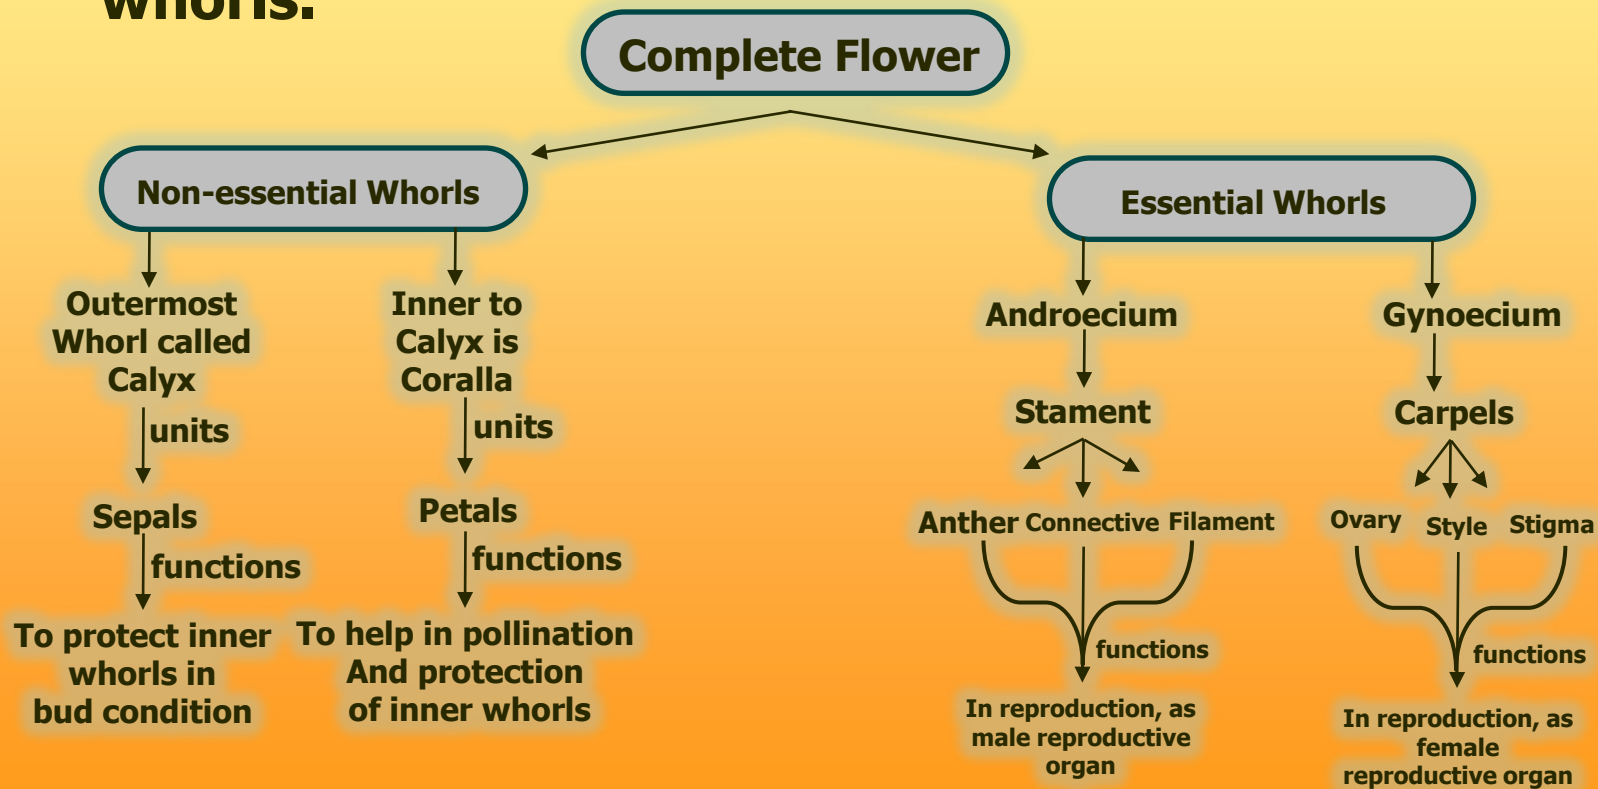 whorls.
Complete Flower
Non-essential Whorls
Essential Whorls
Outermost
Whorl called
Calyx
units
Sepals
functions
To protect inner
whorls in
bud condition
Inner to
Calyx is
Coralla
units
Petals
functions
To help in pollination
And protection
of inner whorls
Androecium
Stament
Anther Connective Filament
functions
In reproduction, as
male reproductive
organ
Gynoecium
Carpels
Ovary Style Stigma
functions
In reproduction, as
female
reproductive organ